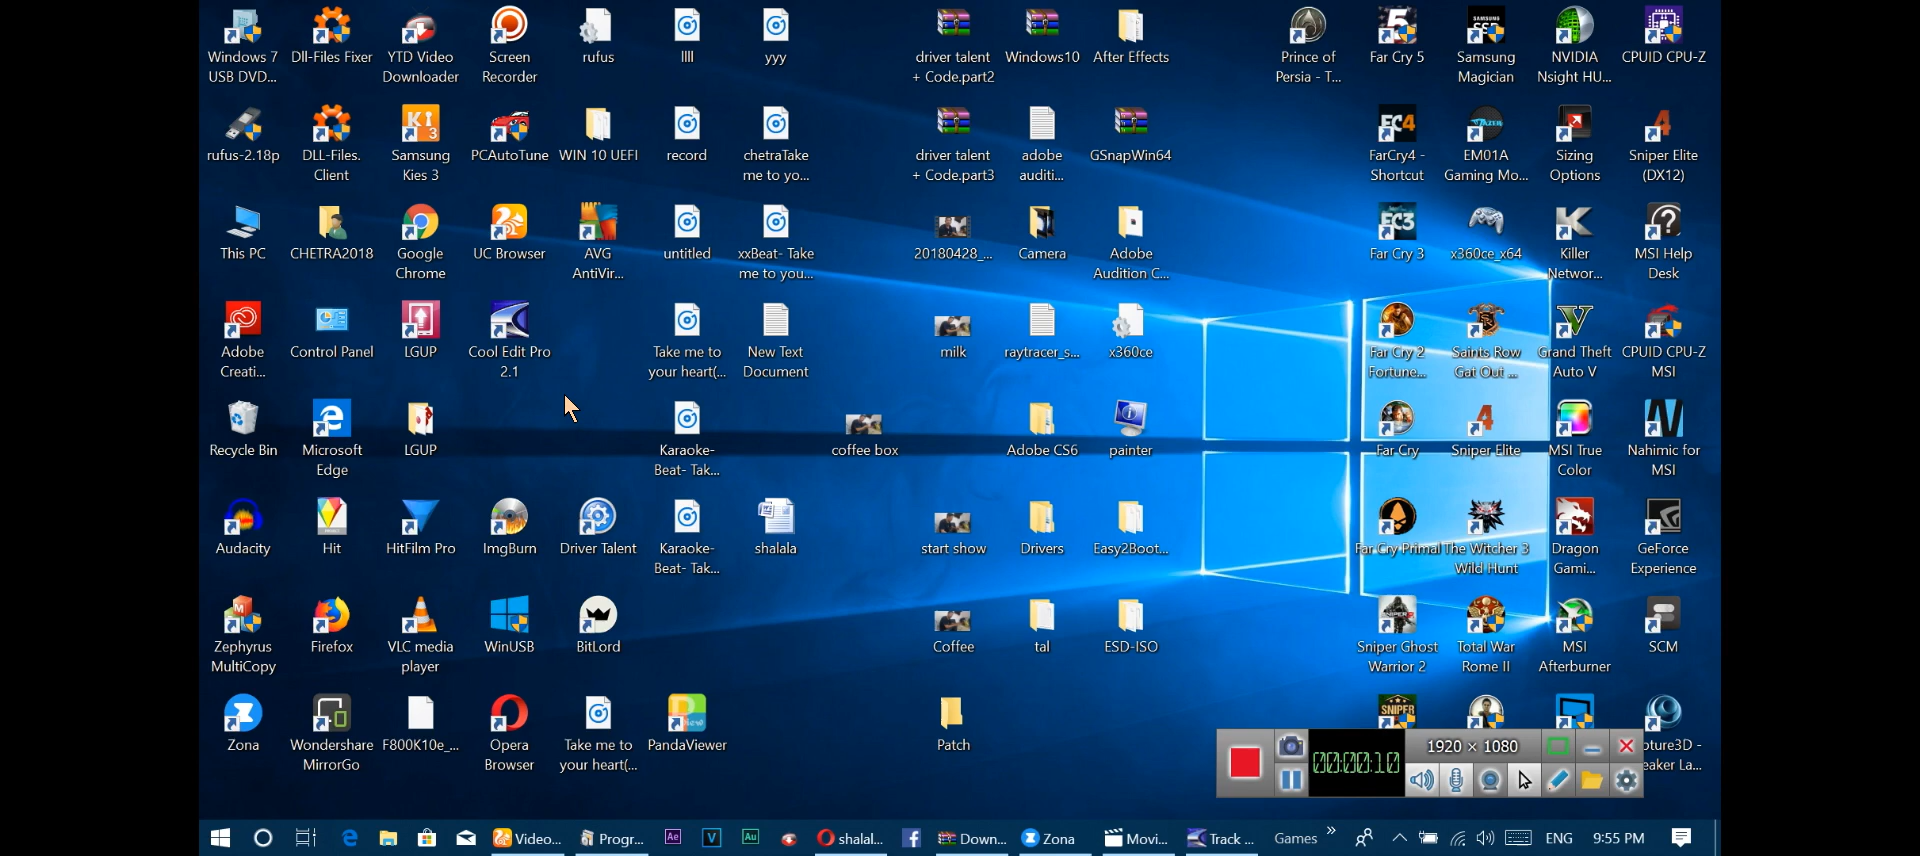 Windows 7
USB DVD...
Dll-Files Fixer
YTD Video
Downloader
Screen
Recorder
rufus
llll
yyy
driver talent
+ Code.part2
Windows10
After Effects
Prince of
Persia - T...
Far Cry 5
Samsung
Magician
NVIDIA
Nsight HU...
CPUID CPU-Z
rufus-2.18p
DLL-Files.
Client
Samsung
Kies 3
PCAutoTune
WIN 10 UEFI
record
chetraTake
me to yo...
driver talent
+ Code.part3
adobe
auditi...
GSnapWin64
FarCry4 -
Shortcut
EM01A
Gaming Mo...
Sizing
Options
Sniper Elite
(DX12)
This PC
CHETRA2018
Google
Chrome
UC Browser
AVG
AntiVir...
untitled
xxBeat- Take
me to you...
20180428_...
Camera
Adobe
Audition C...
Far Cry 3
x360ce_x64
Killer
Networ...
MSI Help
Desk
Adobe
Creati...
Control Panel
LGUP
Cool Edit Pro
2.1
Take me to
your heart(...
New Text
Document
milk
raytracer_s...
x360ce
Far Cry 2
Fortune...
Saints Row
Gat Out ...
Grand Theft
Auto V
CPUID CPU-Z
MSI
Recycle Bin
Microsoft
Edge
LGUP
Karaoke-
Beat- Tak...
coffee box
Adobe CS6
painter
Far Cry
Sniper Elite
MSI True
Color
Nahimic for
MSI
Audacity
Hit
HitFilm Pro
ImgBurn
Driver Talent
Karaoke-
Beat- Tak...
shalala
start show
Drivers
Easy2Boot...
Far Cry Primal
The Witcher 3
Wild Hunt
Dragon
Gami...
GeForce
Experience
Zephyrus
MultiCopy
Firefox
VLC media
player
WinUSB
BitLord
Coffee
tal
ESD-ISO
Sniper Ghost
Warrior 2
Total War
Rome II
MSI
Afterburner
SCM
Zona
Wondershare
MirrorGo
F800K10e_...
Opera
Browser
Take me to
your heart(...
PandaViewer
Patch
00:00:10
1920 × 1080
pture3D -
eaker La...
Video...
Progr...
shalal...
Down...
Zona
Movi...
Track ...
Games
ENG
9:55 PM